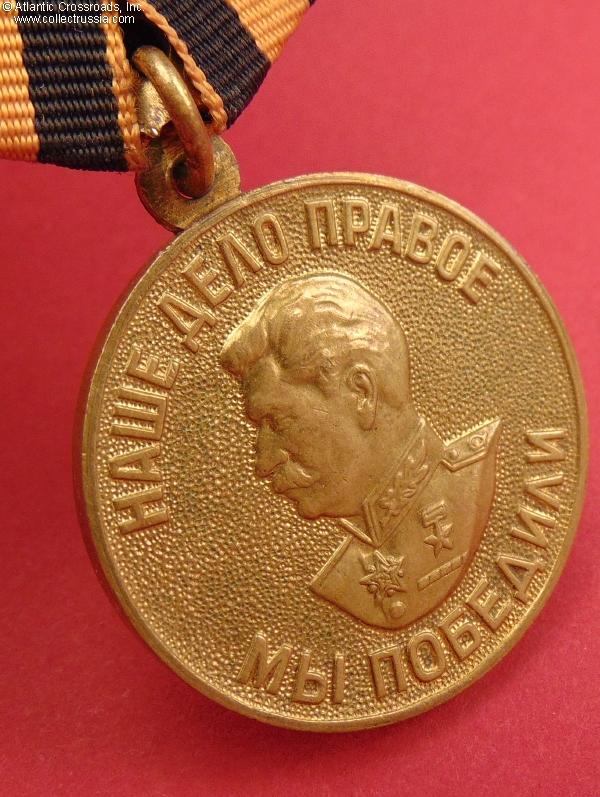 © Atlantic Crossroads, Inc.
www.collectrussia.com
НАШЕ ДЕЛО ПРАВОЕ
МЫ ПОБЕДИЛИ